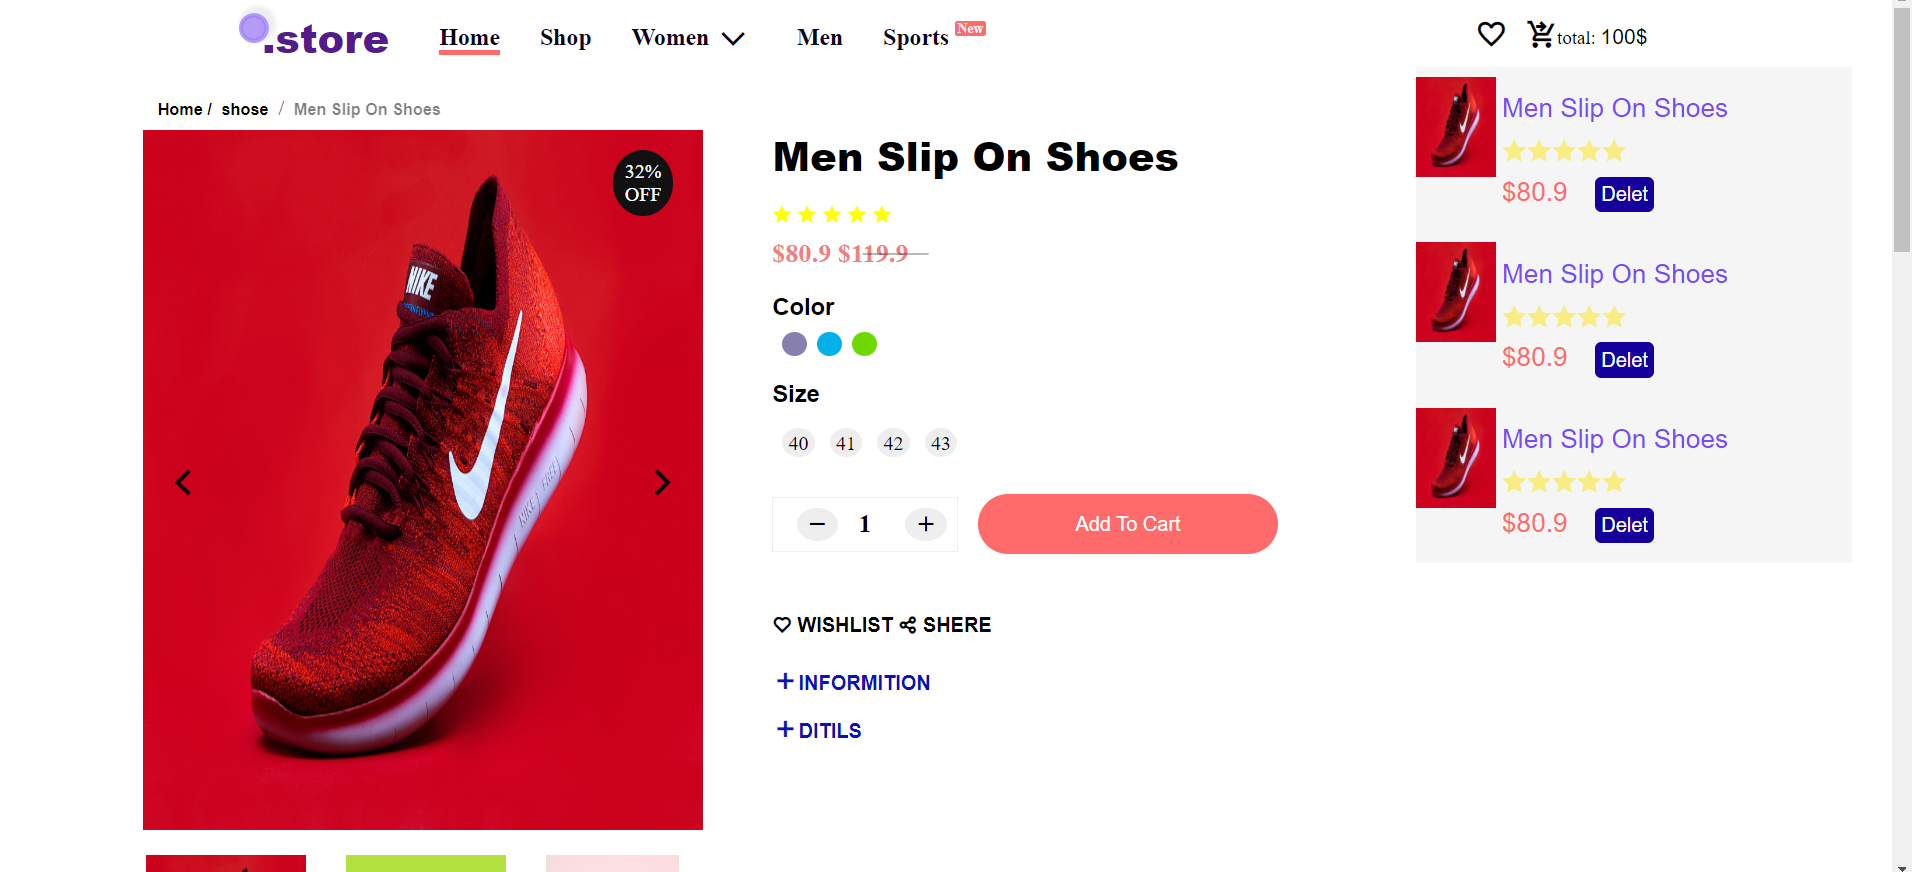 .store
Home Shop Women Men Sports New
total: 100$
Home / shose / Men Slip On Shoes
32%
OFF
NIKE
NIKE FREE
Men Slip On Shoes
$80.9 $119.9
Color
Size
40 41 42 43
1
Add To Cart
WISHLIST SHERE
INFORMITION
DITILS
Men Slip On Shoes
$80.9 Delet
Men Slip On Shoes
$80.9 Delet
Men Slip On Shoes
$80.9 Delet